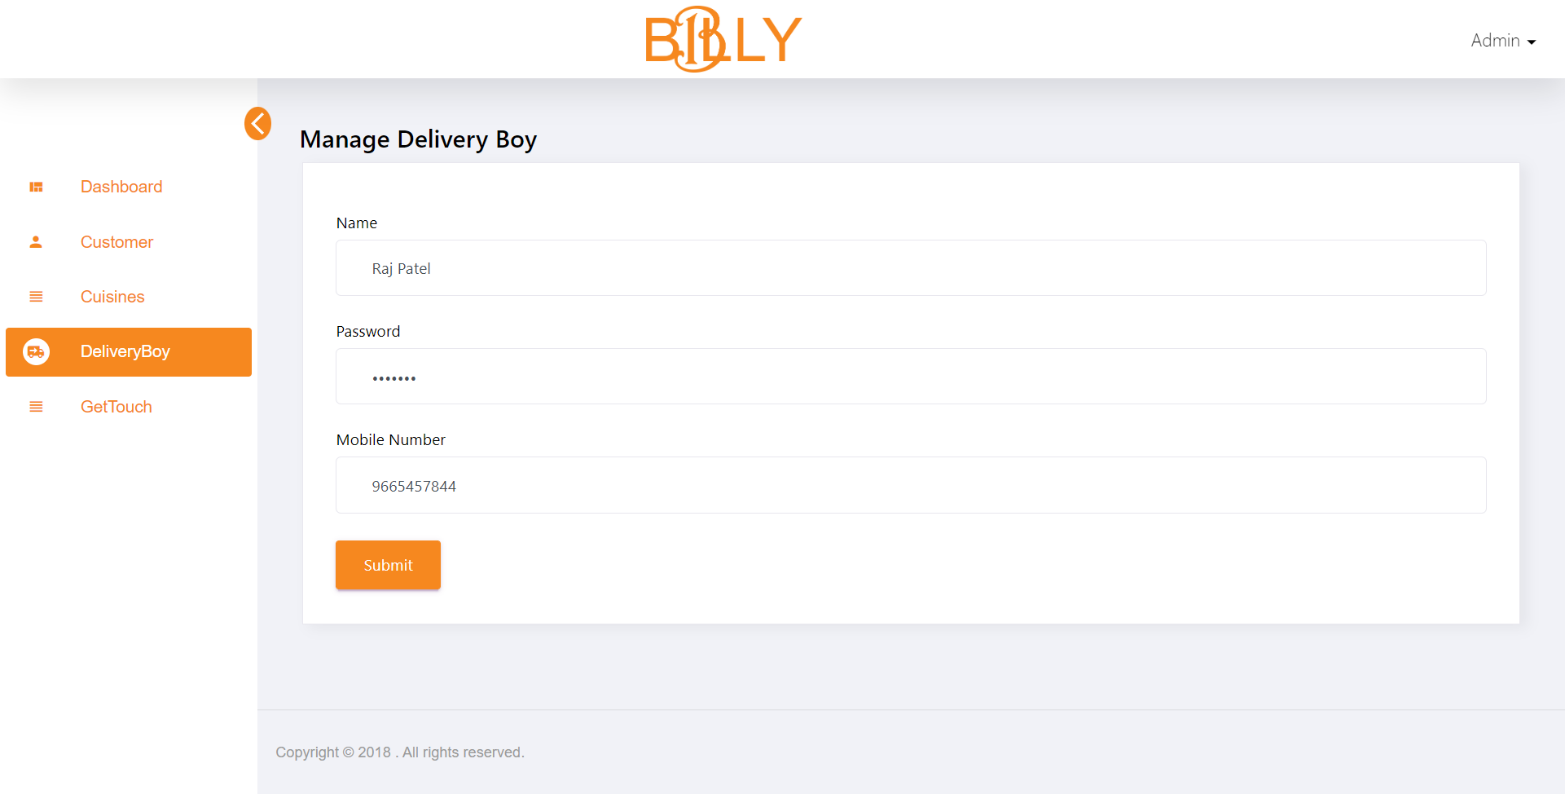 BILLY
Admin
Manage Delivery Boy
Dashboard
Customer
Cuisines
DeliveryBoy
GetTouch
Name
Raj Patel
Password
•••••••
Mobile Number
9665457844
Submit
Copyright © 2018 . All rights reserved.